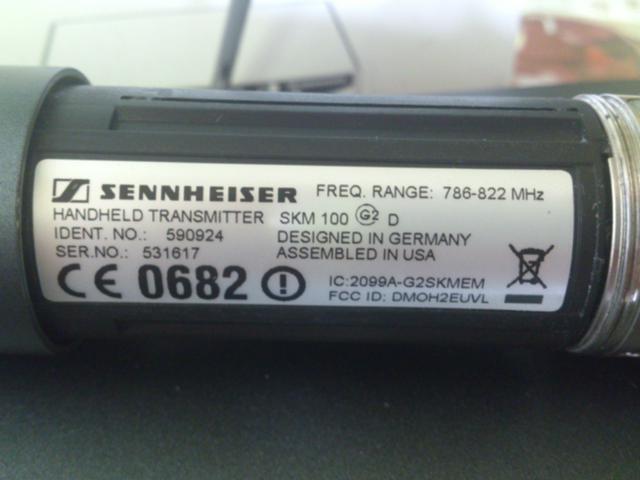 SENNHEISER FREQ. RANGE: 786-822 MHz
HANDHELD TRANSMITTER SKM 100 G2 D
IDENT. NO.: 590924 DESIGNED IN GERMANY
SER.NO.: 531617 ASSEMBLED IN USA
CE 0682 IC:2099A-G2SKMEM
FCC ID: DMOH2EUVL